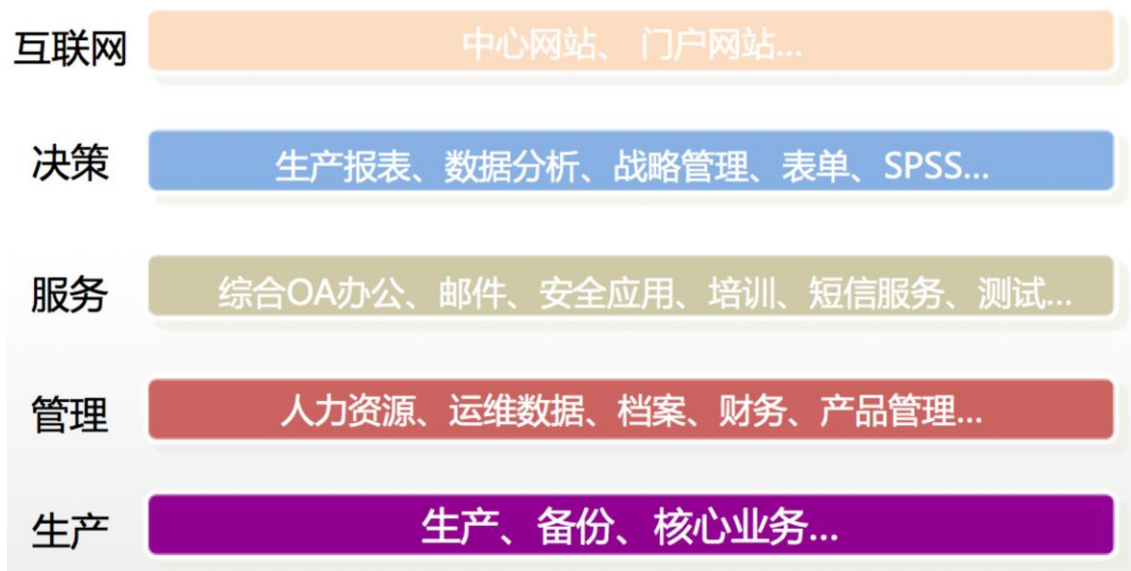 互联网
中心网站、 门户网站...
决策
生产报表、数据分析、战略管理、表单、SPSS...
服务
综合OA办公、邮件、安全应用、培训、短信服务、测试...
管理
人力资源、运维数据、档案、财务、产品管理...
生产
生产、备份、核心业务...